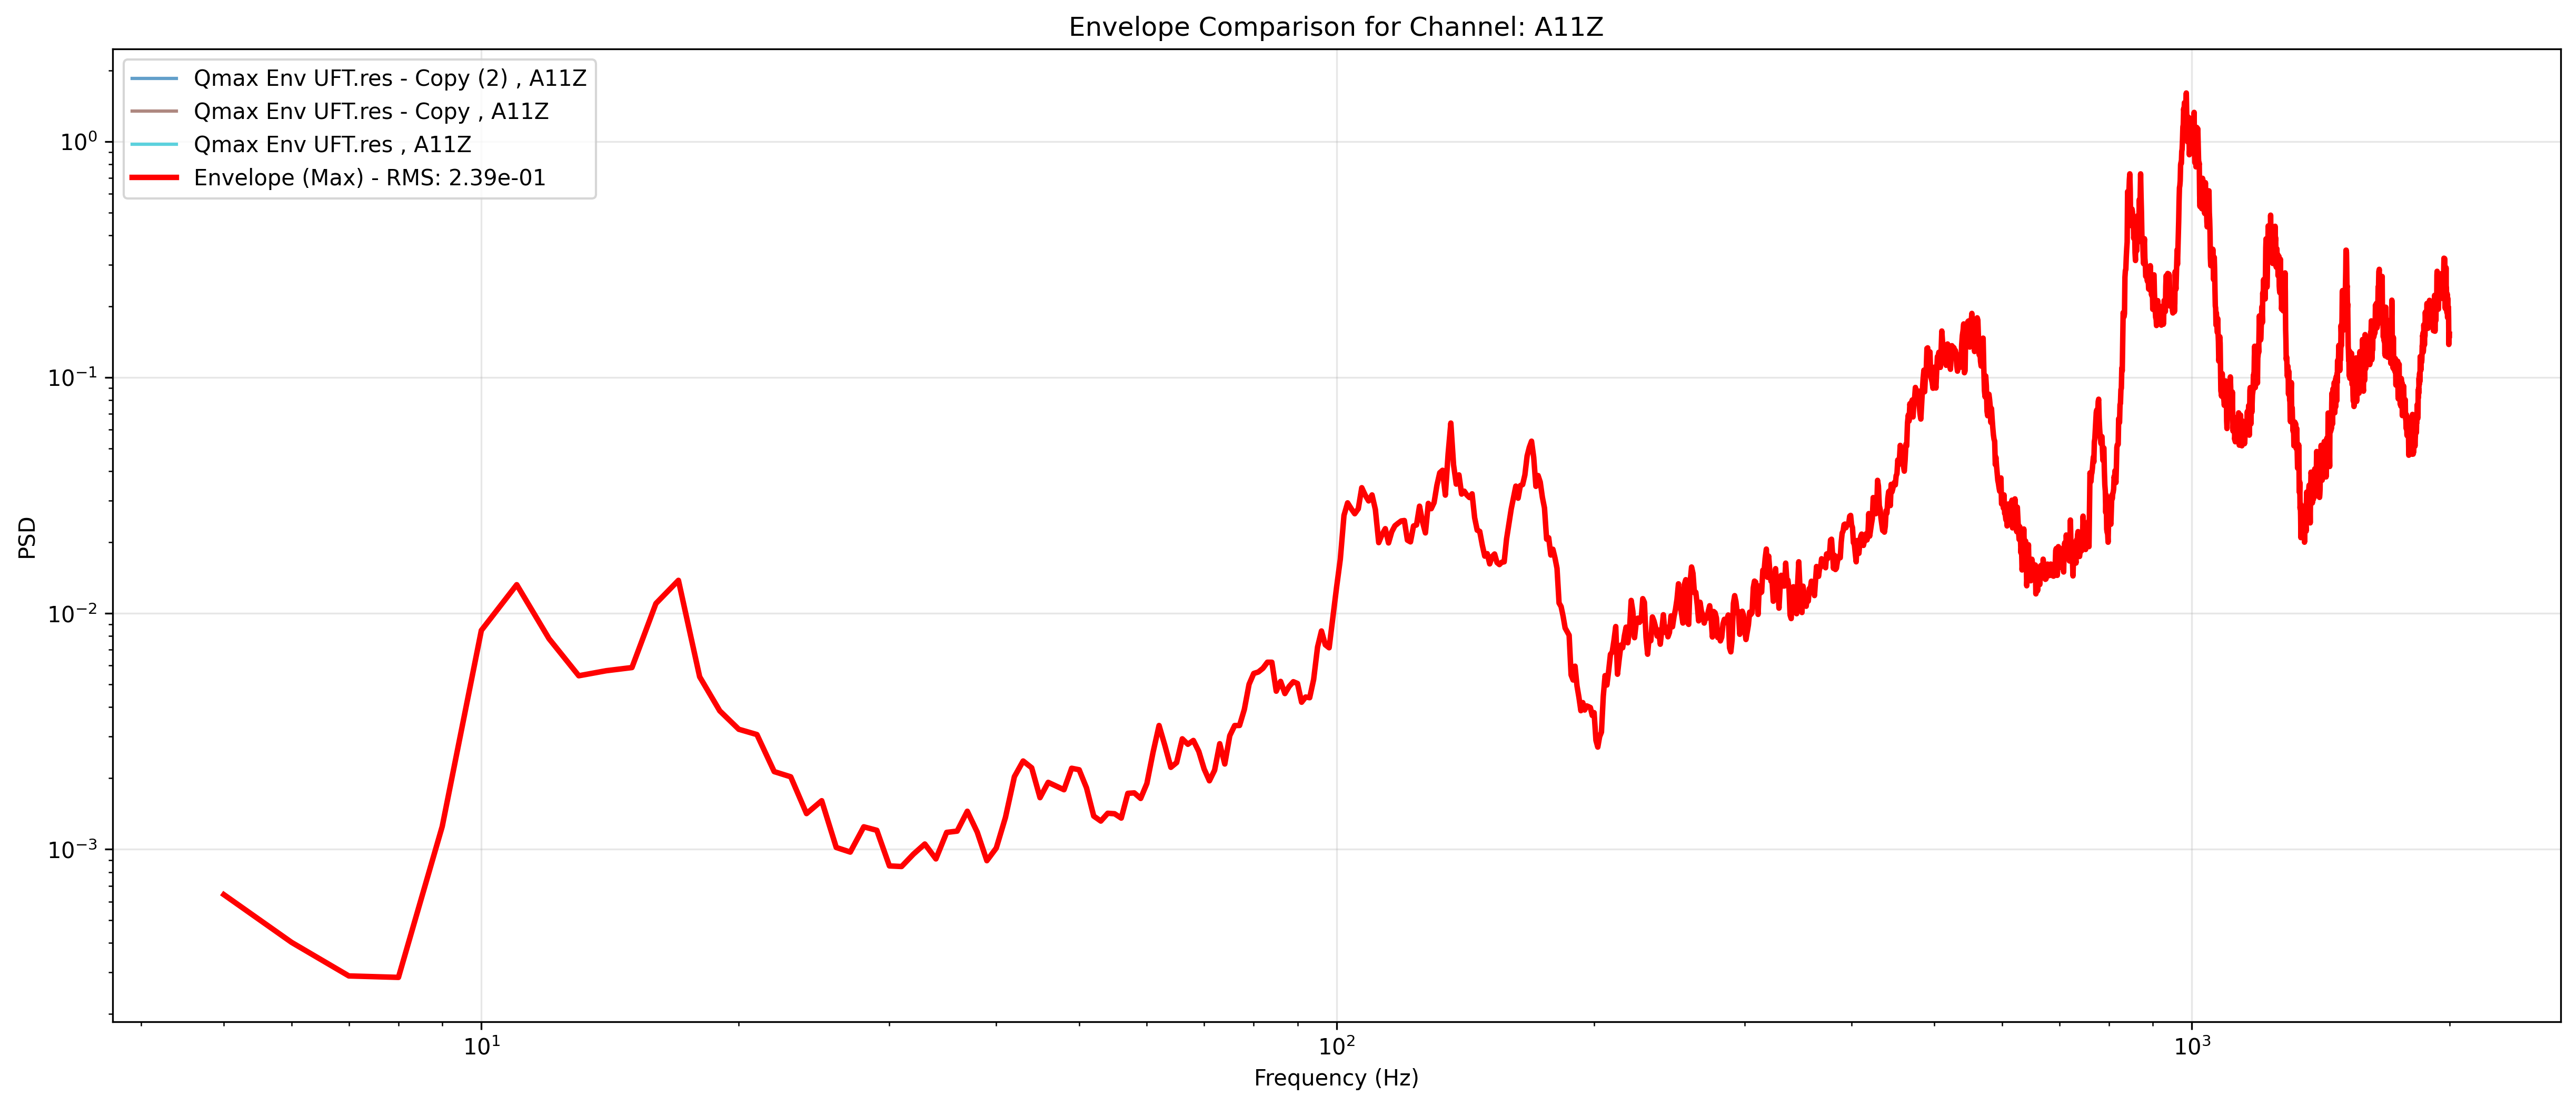 Envelope Comparison for Channel: A11Z
Qmax Env UFT.res - Copy (2) , A11Z
Qmax Env UFT.res - Copy , A11Z
Qmax Env UFT.res , A11Z
Envelope (Max) - RMS: 2.39e-01
PSD
10⁰
10⁻¹
10⁻²
10⁻³
10¹ 10² 10³
Frequency (Hz)